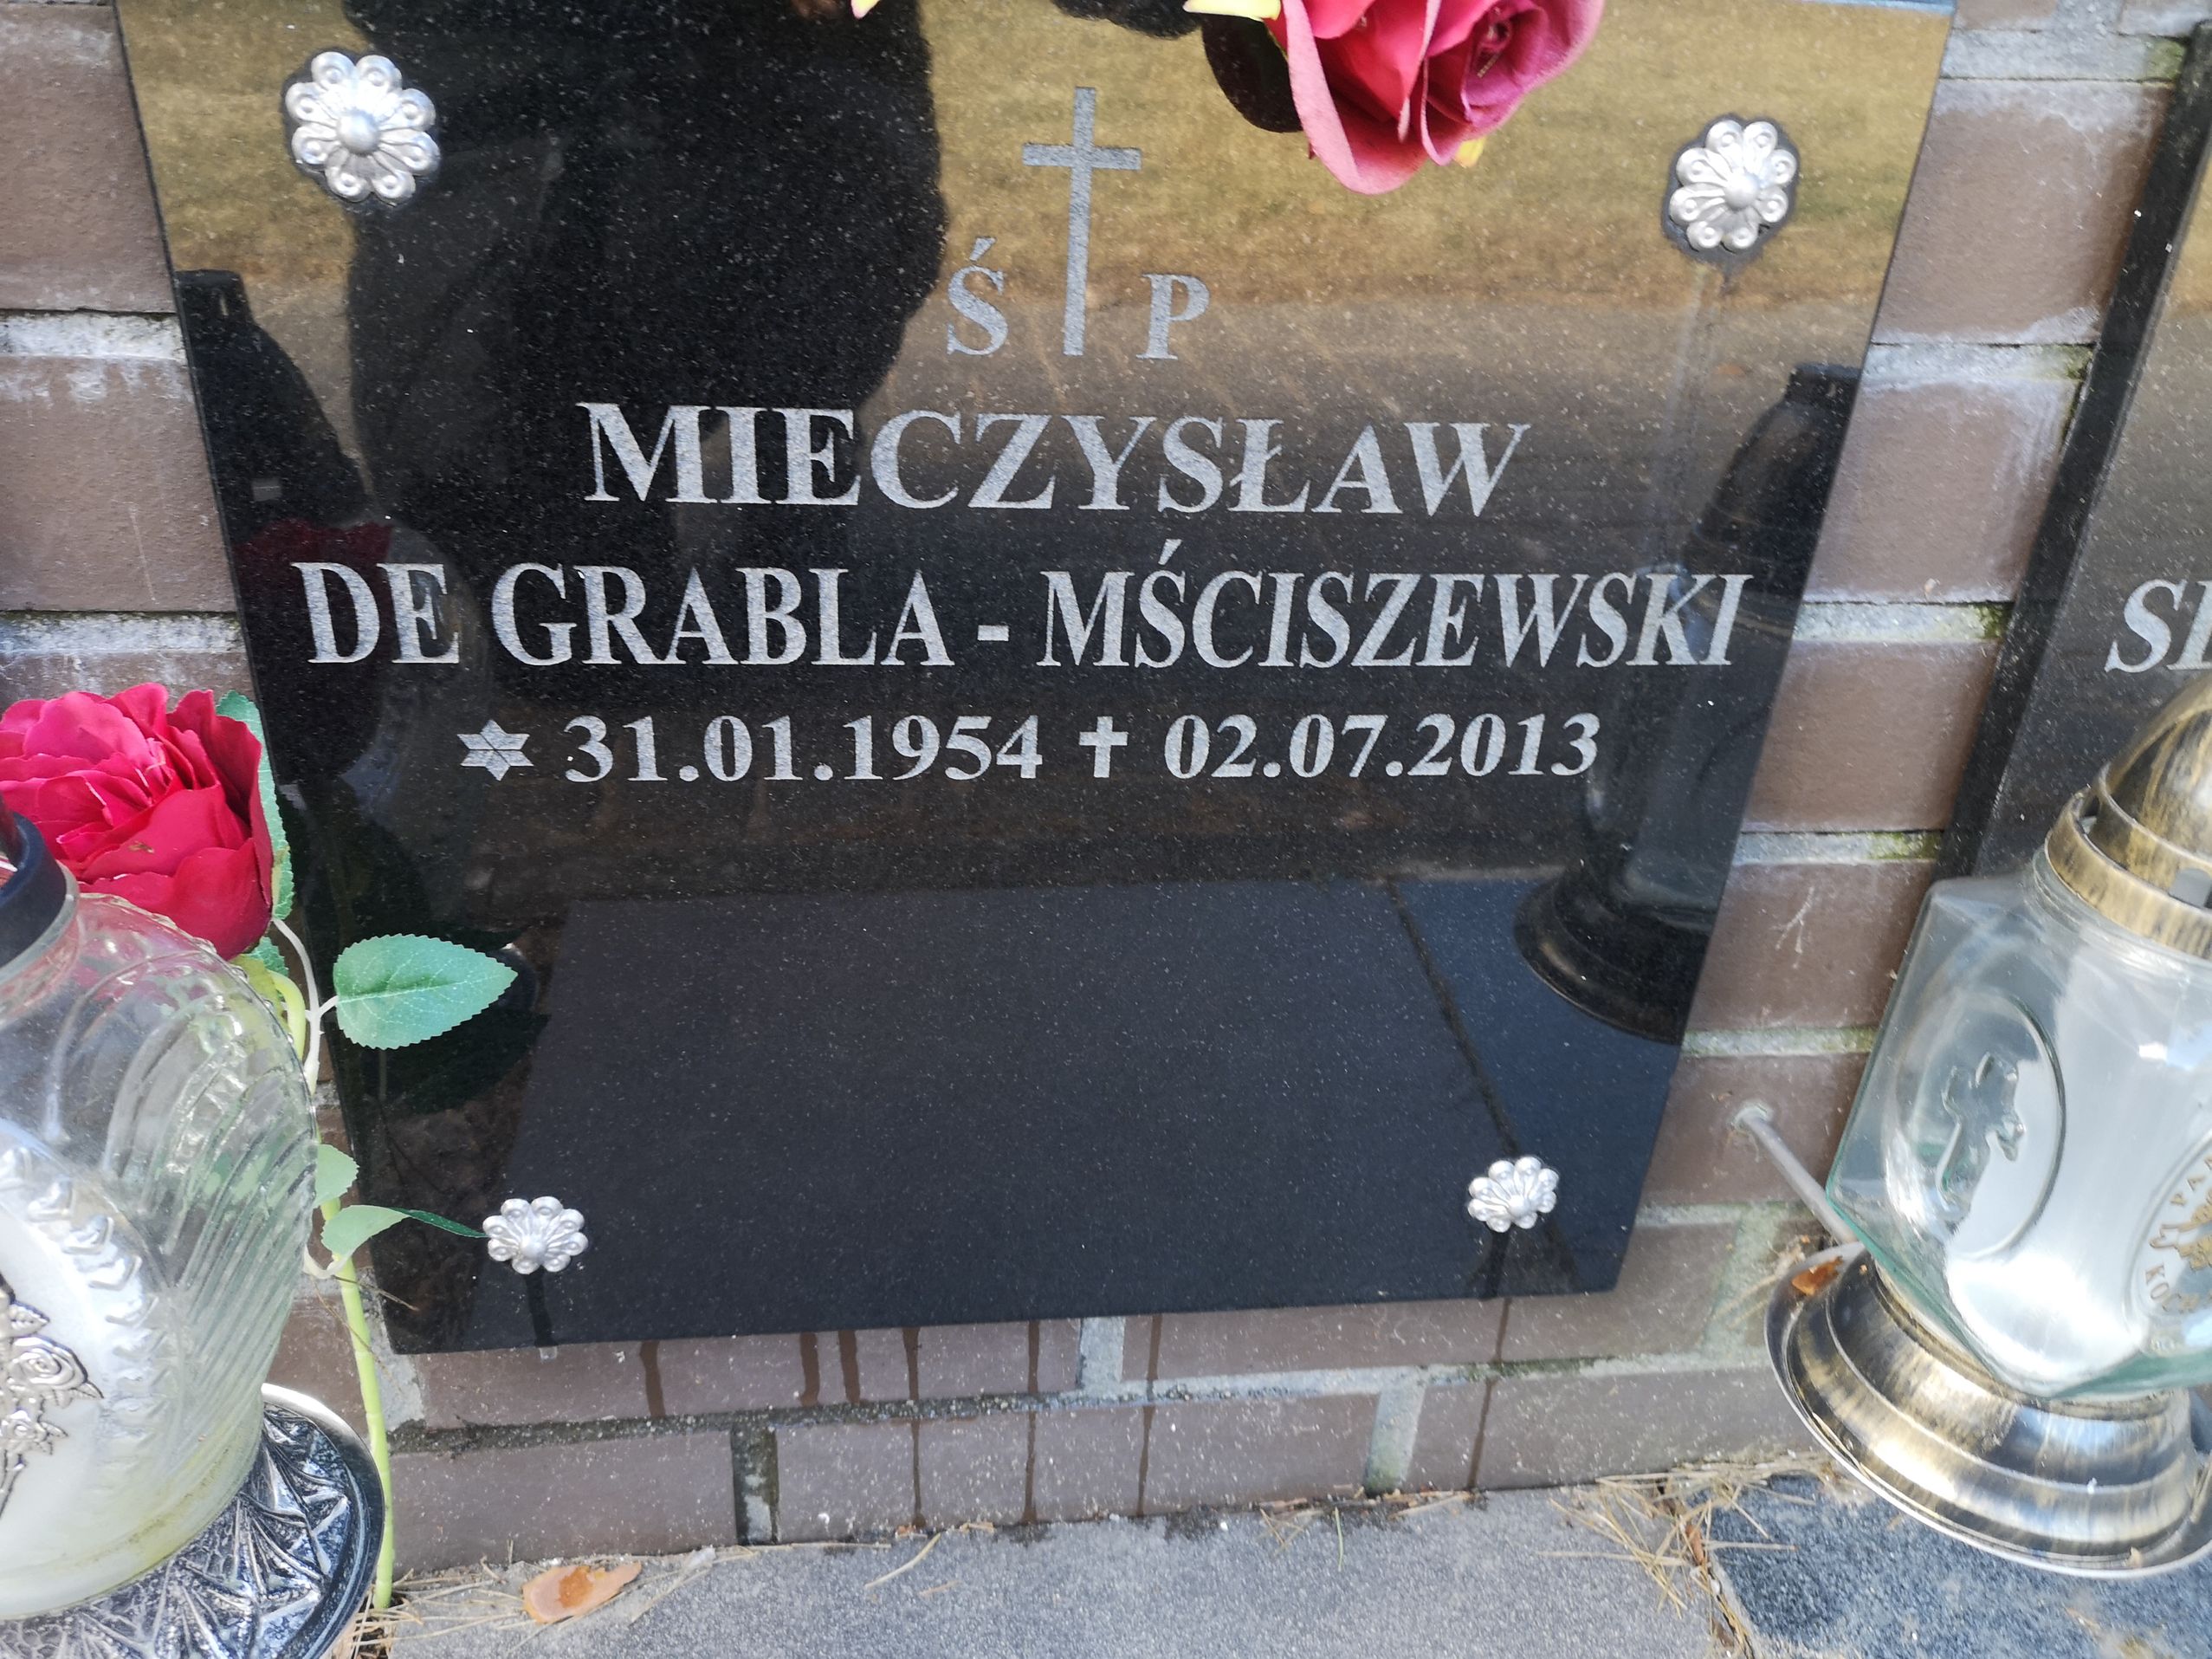 Ś P
MIECZYSŁAW
DE GRABLA - MŚCISZEWSKI
31.01.1954 ✝ 02.07.2013